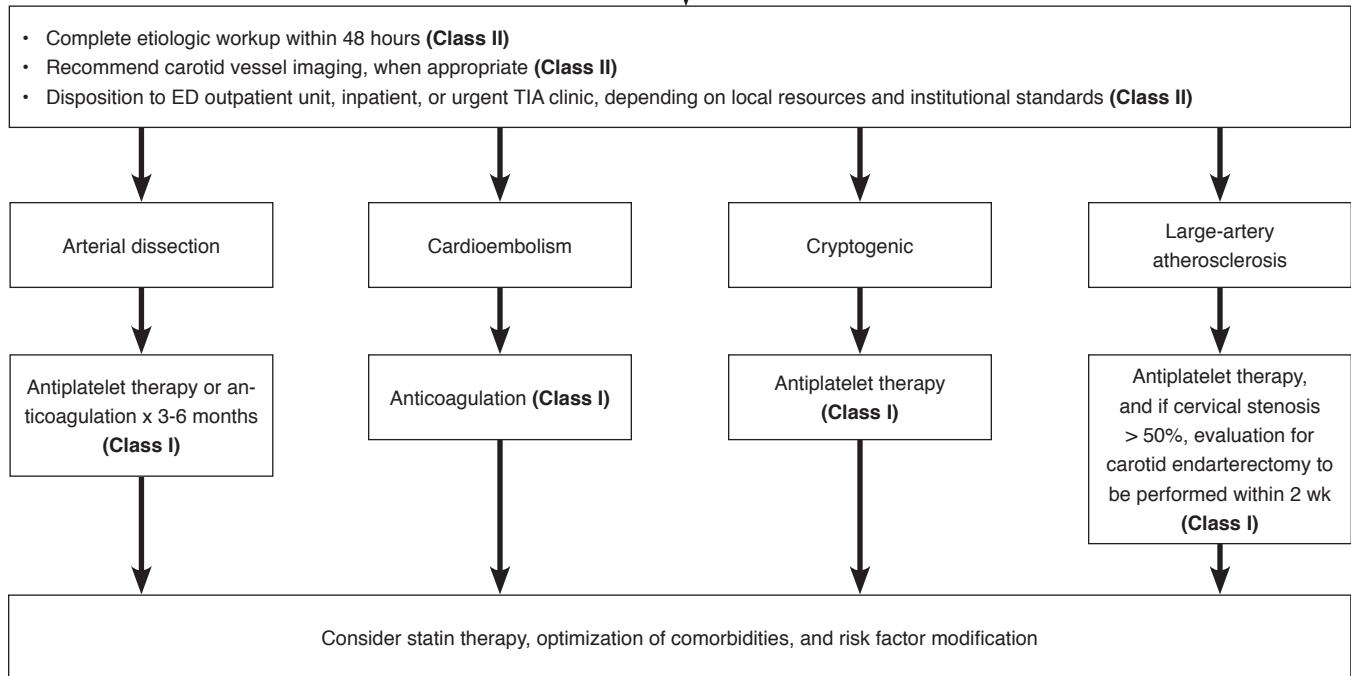 • Complete etiologic workup within 48 hours (Class II)
• Recommend carotid vessel imaging, when appropriate (Class II)
• Disposition to ED outpatient unit, inpatient, or urgent TIA clinic, depending on local resources and institutional standards (Class II)
Arterial dissection
Cardioembolism
Cryptogenic
Large-artery
atherosclerosis
Antiplatelet therapy or an-
ticoagulation x 3-6 months
(Class I)
Anticoagulation (Class I)
Antiplatelet therapy
(Class I)
Antiplatelet therapy,
and if cervical stenosis
> 50%, evaluation for
carotid endarterectomy to
be performed within 2 wk
(Class I)
Consider statin therapy, optimization of comorbidities, and risk factor modification